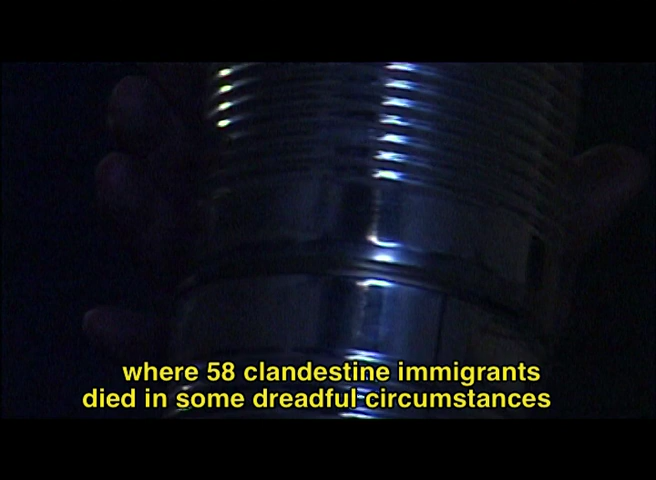 where 58 clandestine immigrants
died in some dreadful circumstances